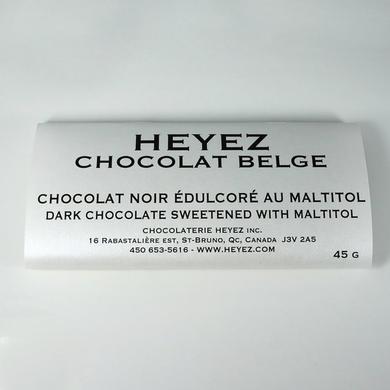 HEYEZ
CHOCOLAT BELGE
CHOCOLAT NOIR ÉDULCORÉ AU MALTITOL
DARK CHOCOLATE SWEETENED WITH MALTITOL
CHOCOLATERIE HEYEZ INC.
16 RABASTALIÈRE EST, ST-BRUNO, QC, CANADA J3V 2A5
450 653-5616 - WWW.HEYEZ.COM
45 G